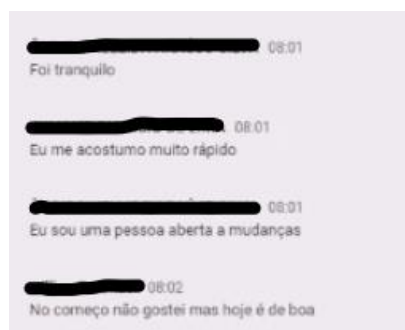 08:01
Foi tranquilo
08:01
Eu me acostumo muito rápido
08:01
Eu sou uma pessoa aberta a mudanças
08:02
No começo não gostei mas hoje é de boa